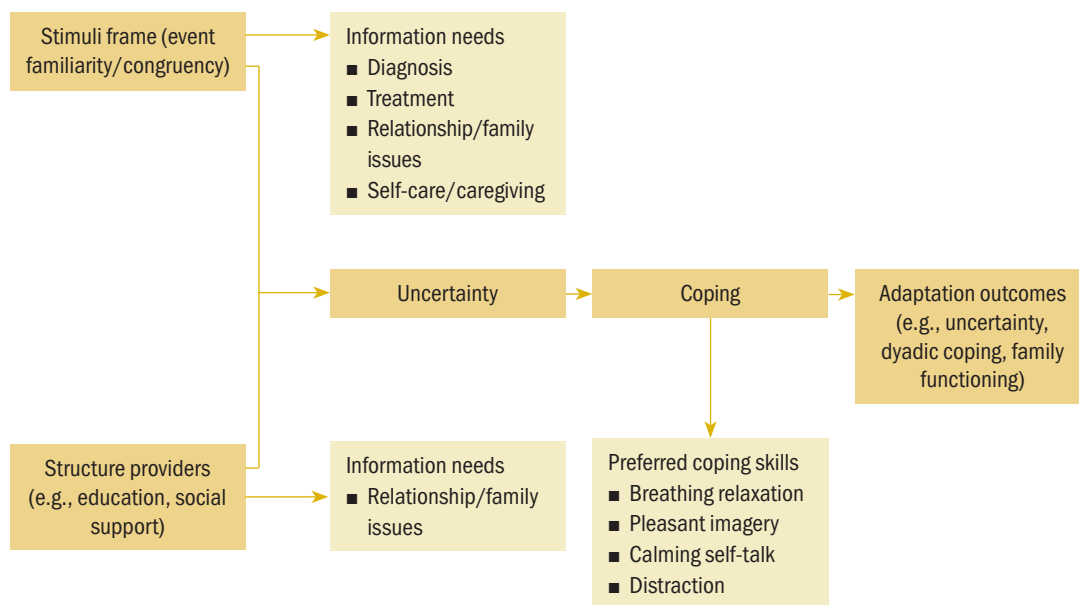 Stimuli frame (event
familiarity/congruency)
Information needs
■ Diagnosis
■ Treatment
■ Relationship/family
issues
■ Self-care/caregiving
Uncertainty
Coping
Adaptation outcomes
(e.g., uncertainty,
dyadic coping, family
functioning)
Structure providers
(e.g., education, social
support)
Information needs
■ Relationship/family
issues
Preferred coping skills
■ Breathing relaxation
■ Pleasant imagery
■ Calming self-talk
■ Distraction